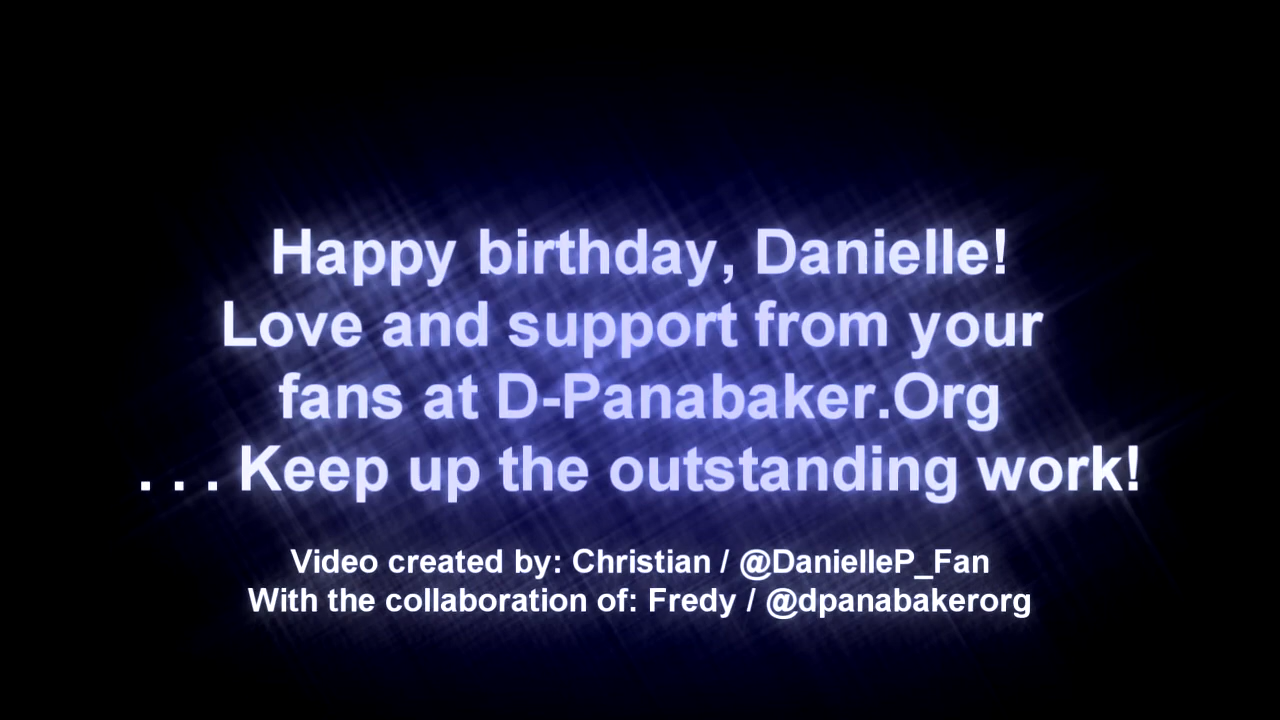 Happy birthday, Danielle!
Love and support from your
fans at D-Panabaker.Org
. . . Keep up the outstanding work!
Video created by: Christian / @DanielleP_Fan
With the collaboration of: Fredy / @dpanabakerorg